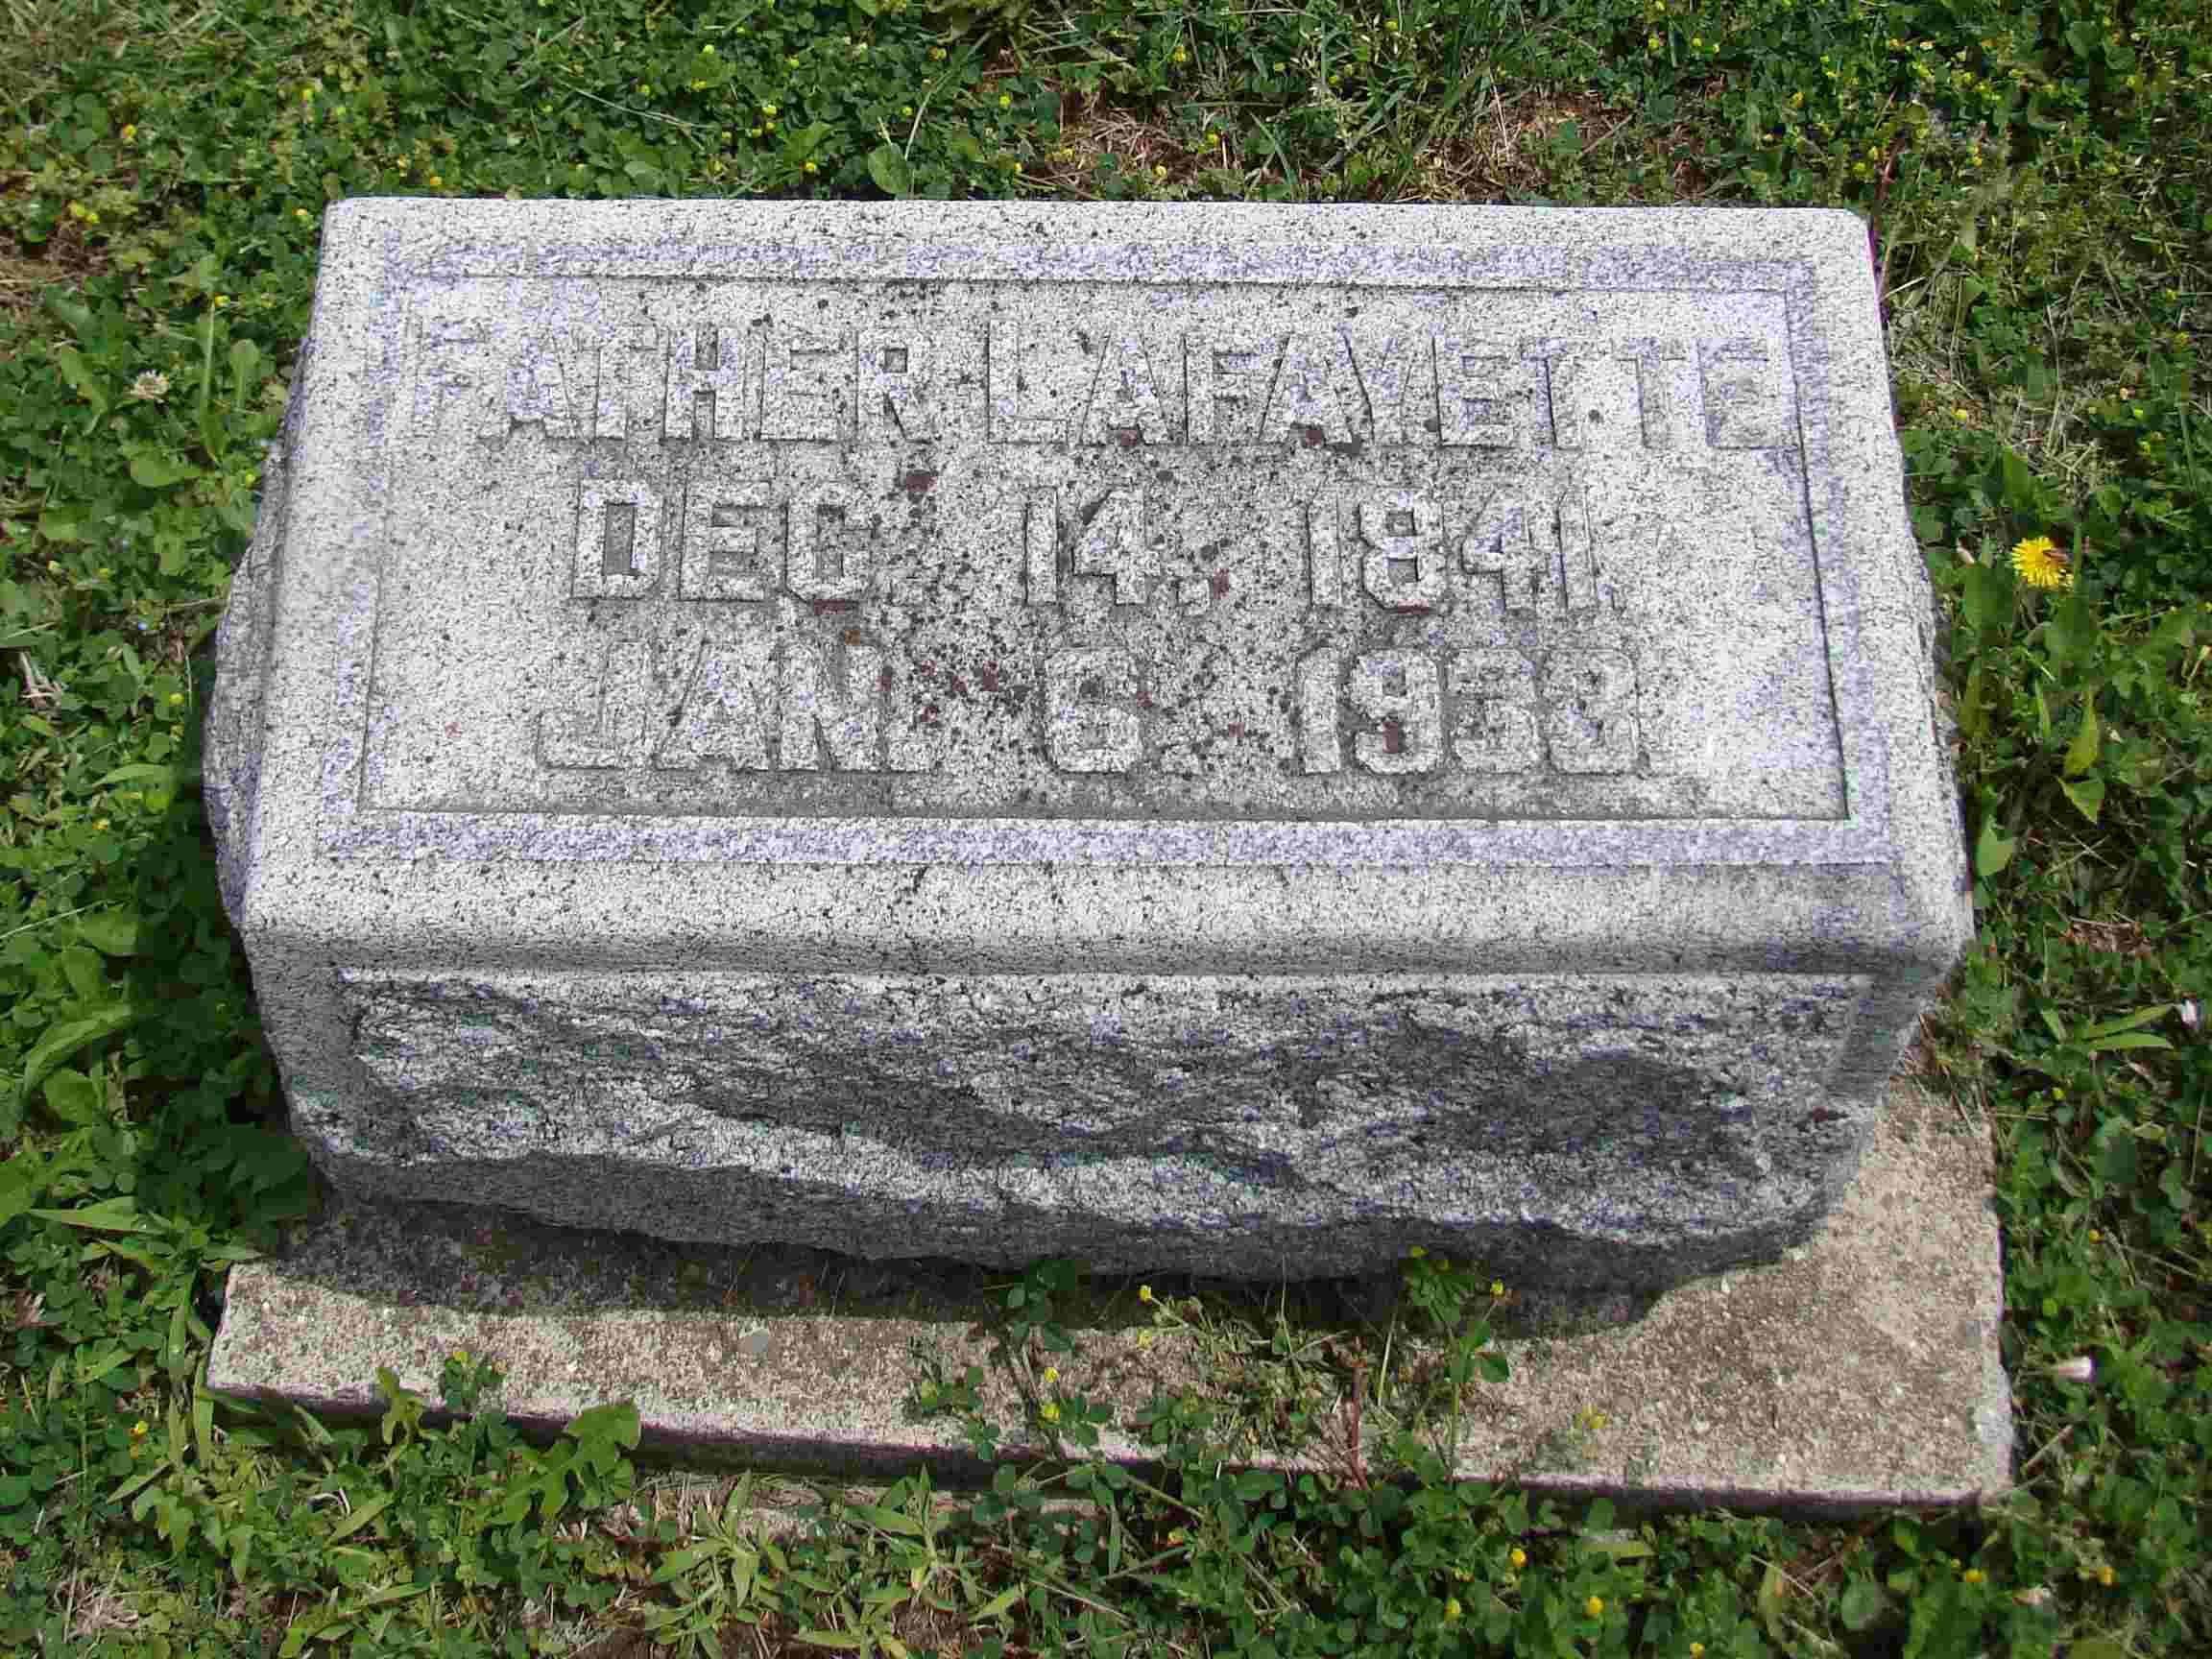 FATHER LAFAYETTE
DEC. 14, 1841.
JAN. 6. 1933.